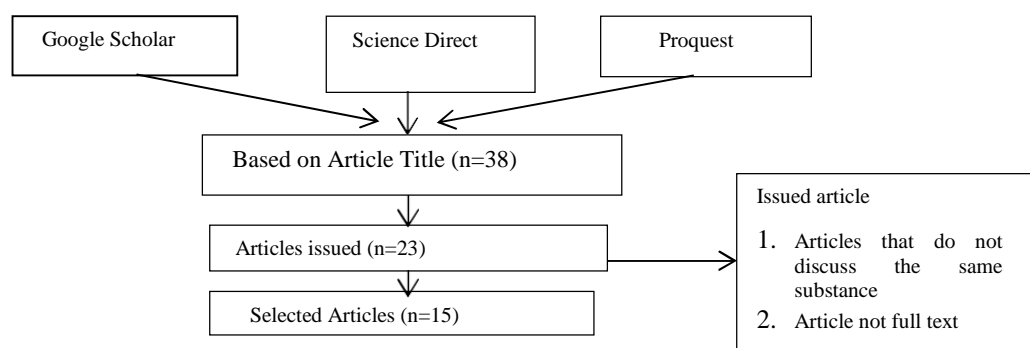 Google Scholar
Science Direct
Proquest
Based on Article Title (n=38)
Articles issued (n=23)
Selected Articles (n=15)
Issued article
1. Articles that do not
discuss the same
substance
2. Article not full text